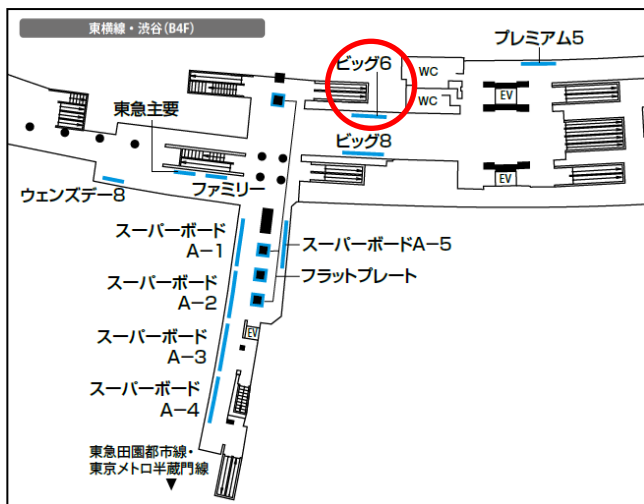 東横線・渋谷(B4F)
ビッグ6
プレミアム5
WC
WC
EV
東急主要
ビッグ8
EV
ウェンズデー8
ファミリー
スーパーボード
A−1
スーパーボードA−5
フラットプレート
スーパーボード
A−2
EV
スーパーボード
A−3
スーパーボード
A−4
東急田園都市線・
東京メトロ半蔵門線
▼